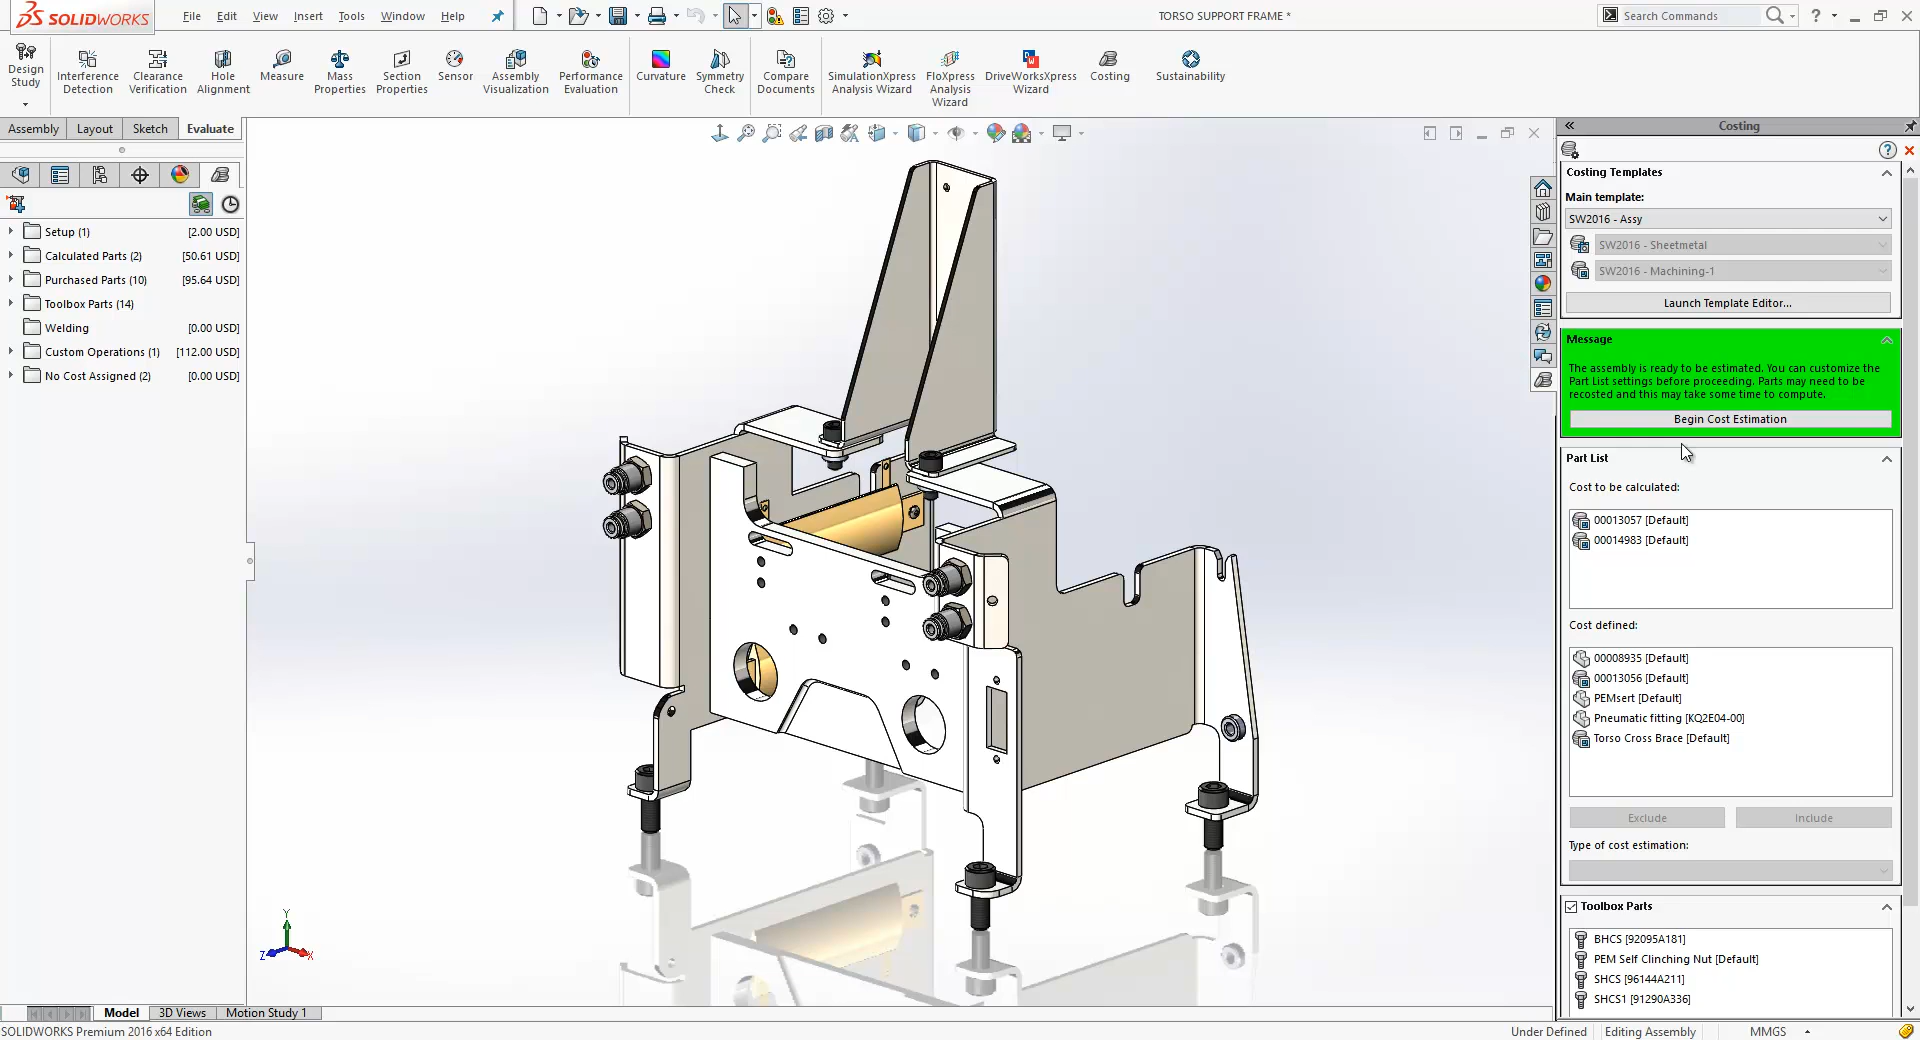 SOLIDWORKS
File Edit View Insert Tools Window Help
TORSO SUPPORT FRAME *
Search Commands
Design Study
Interference Detection
Clearance Verification
Hole Alignment
Measure
Mass Properties
Section Properties
Sensor
Assembly Visualization
Performance Evaluation
Curvature
Symmetry Check
Compare Documents
SimulationXpress Analysis Wizard
FloXpress Analysis Wizard
DriveWorksXpress Wizard
Costing
Sustainability
Assembly Layout Sketch Evaluate
Setup (1) [2.00 USD]
Calculated Parts (2) [50.61 USD]
Purchased Parts (10) [95.64 USD]
Toolbox Parts (14)
Welding [0.00 USD]
Custom Operations (1) [112.00 USD]
No Cost Assigned (2) [0.00 USD]
Y
Z
X
Costing
Costing Templates
Main template:
SW2016 - Assy
SW2016 - Sheetmetal
SW2016 - Machining-1
Launch Template Editor...
Message
The assembly is ready to be estimated. You can customize the
Part List settings before proceeding. Parts may need to be
recosted and this may take some time to compute.
Begin Cost Estimation
Part List
Cost to be calculated:
00013057 [Default]
00014983 [Default]
Cost defined:
00008935 [Default]
00013056 [Default]
PEMsert [Default]
Pneumatic fitting [KQ2E04-00]
Torso Cross Brace [Default]
Exclude Include
Type of cost estimation:
Toolbox Parts
BHCS [92095A181]
PEM Self Clinching Nut [Default]
SHCS [96144A211]
SHCS1 [91290A336]
Model 3D Views Motion Study 1
SOLIDWORKS Premium 2016 x64 Edition
Under Defined Editing Assembly MMGS